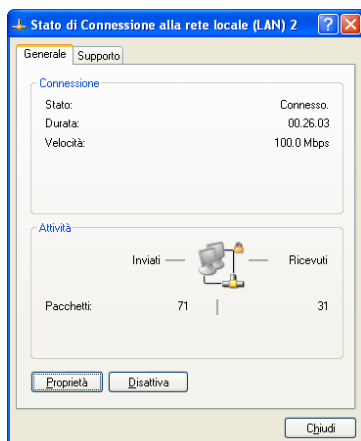 Stato di Connessione alla rete locale (LAN) 2
Generale Supporto
Connessione
Stato: Connesso.
Durata: 00.26.03
Velocità: 100.0 Mbps
Attività
Inviati Ricevuti
Pacchetti: 71 31
Proprietà Disattiva
Chiudi